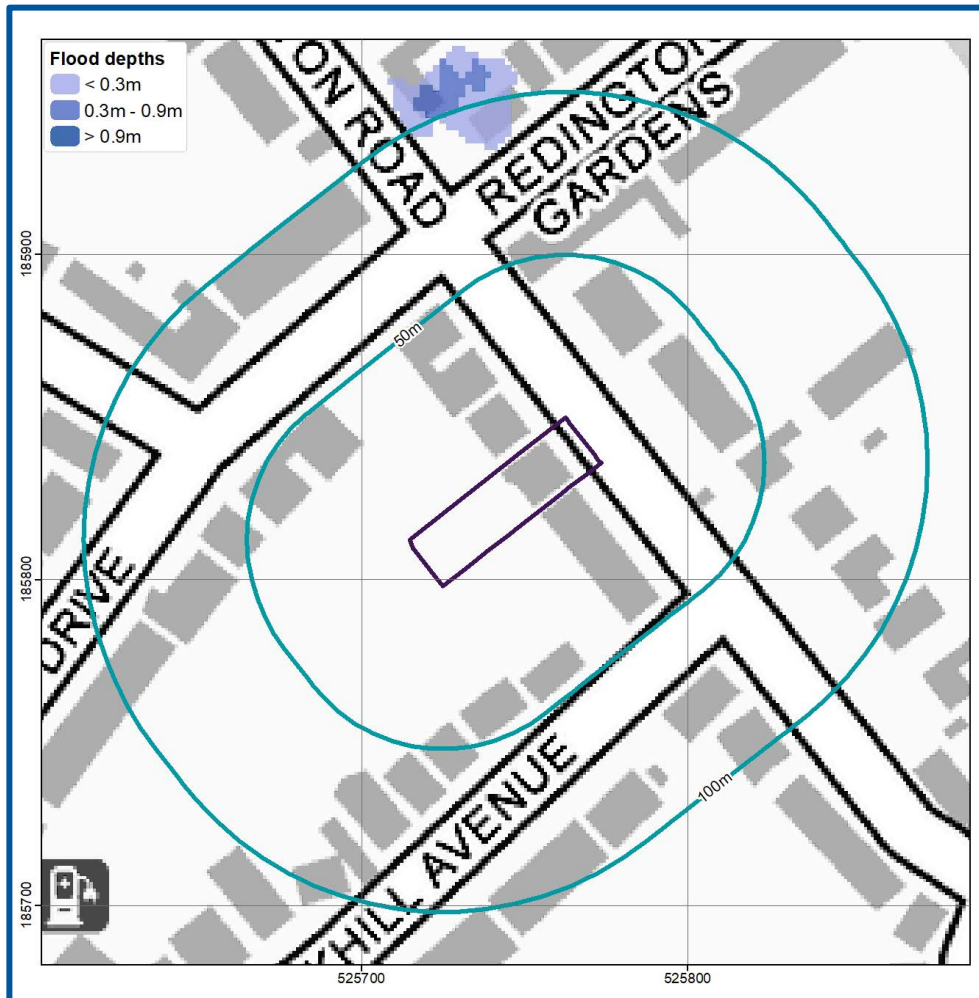 Flood depths
< 0.3m
0.3m - 0.9m
> 0.9m
ON ROAD
REDINGTON
GARDENS
50m
DRIVE
KHILL AVENUE
100m
185900
185800
185700
525700
525800